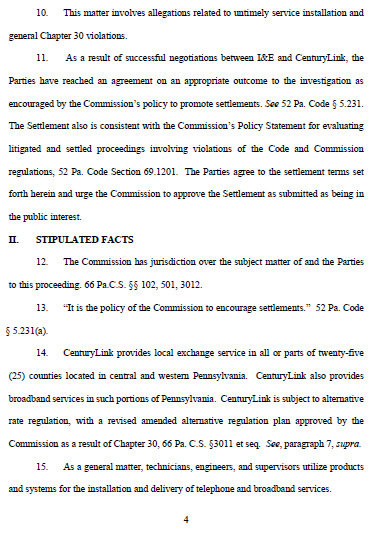 10. This matter involves allegations related to untimely service installation and
general Chapter 30 violations.
11. As a result of successful negotiations between I&E and CenturyLink, the
Parties have reached an agreement on an appropriate outcome to the investigation as
encouraged by the Commission's policy to promote settlements. See 52 Pa. Code § 5.231.
The Settlement also is consistent with the Commission's Policy Statement for evaluating
litigated and settled proceedings involving violations of the Code and Commission
regulations, 52 Pa. Code Section 69.1201. The Parties agree to the settlement terms set
forth herein and urge the Commission to approve the Settlement as submitted as being in
the public interest.
II. STIPULATED FACTS
12. The Commission has jurisdiction over the subject matter of and the Parties
to this proceeding. 66 Pa.C.S. §§ 102, 501, 3012.
13. “It is the policy of the Commission to encourage settlements.” 52 Pa. Code
§ 5.231(a).
14. CenturyLink provides local exchange service in all or parts of twenty-five
(25) counties located in central and western Pennsylvania. CenturyLink also provides
broadband services in such portions of Pennsylvania. CenturyLink is subject to alternative
rate regulation, with a revised amended alternative regulation plan approved by the
Commission as a result of Chapter 30, 66 Pa. C.S. §3011 et seq. See, paragraph 7, supra.
15. As a general matter, technicians, engineers, and supervisors utilize products
and systems for the installation and delivery of telephone and broadband services.
4